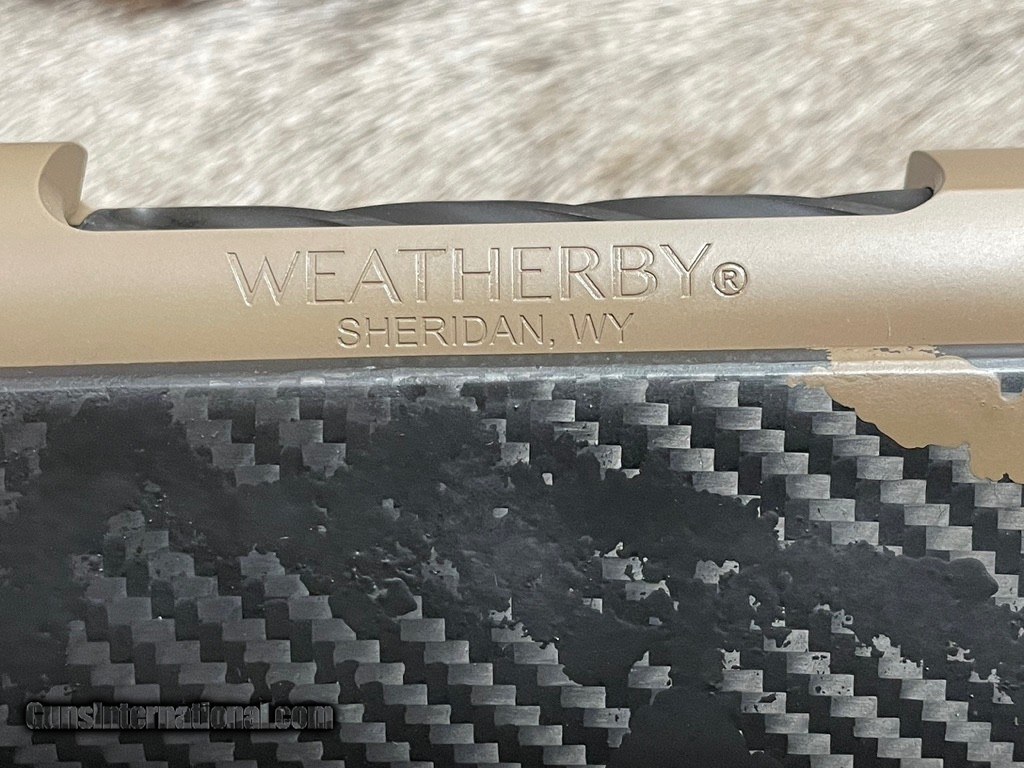 WEATHERBY®
SHERIDAN, WY
GunsInternational.com